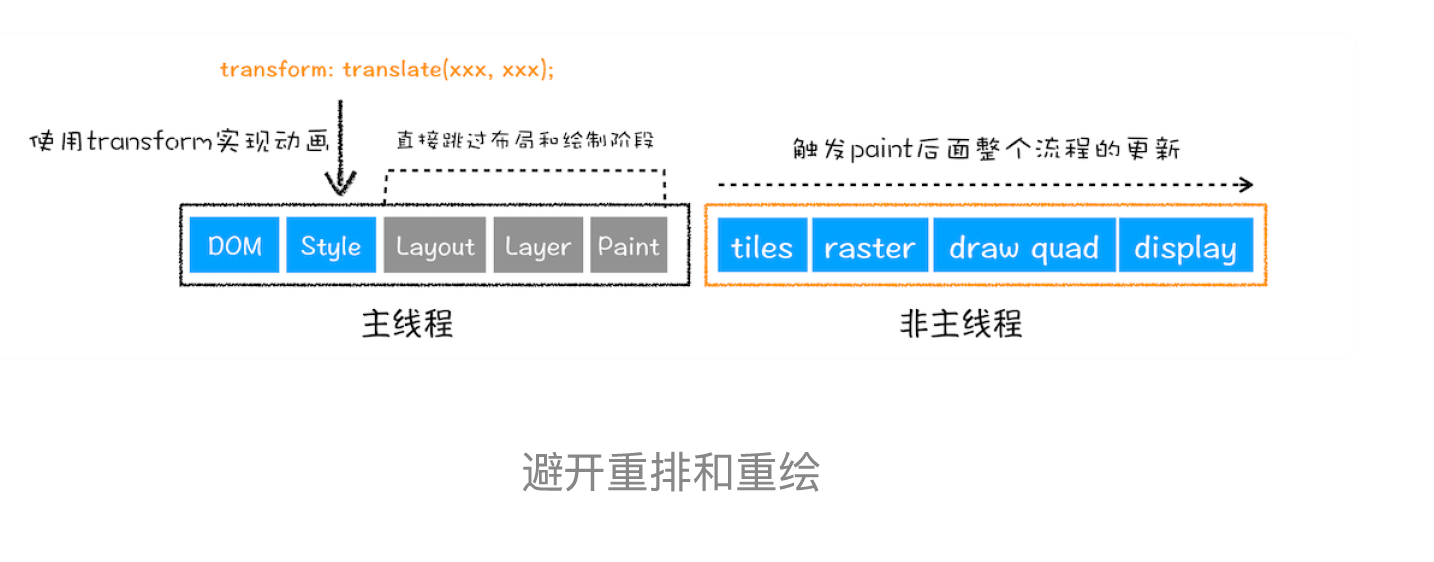 transform: translate(xxx, xxx);
使用transform实现动画
直接跳过布局和绘制阶段
触发paint后面整个流程的更新
DOM
Style
Layout
Layer
Paint
tiles
raster
draw quad
display
主线程
非主线程
避开重排和重绘